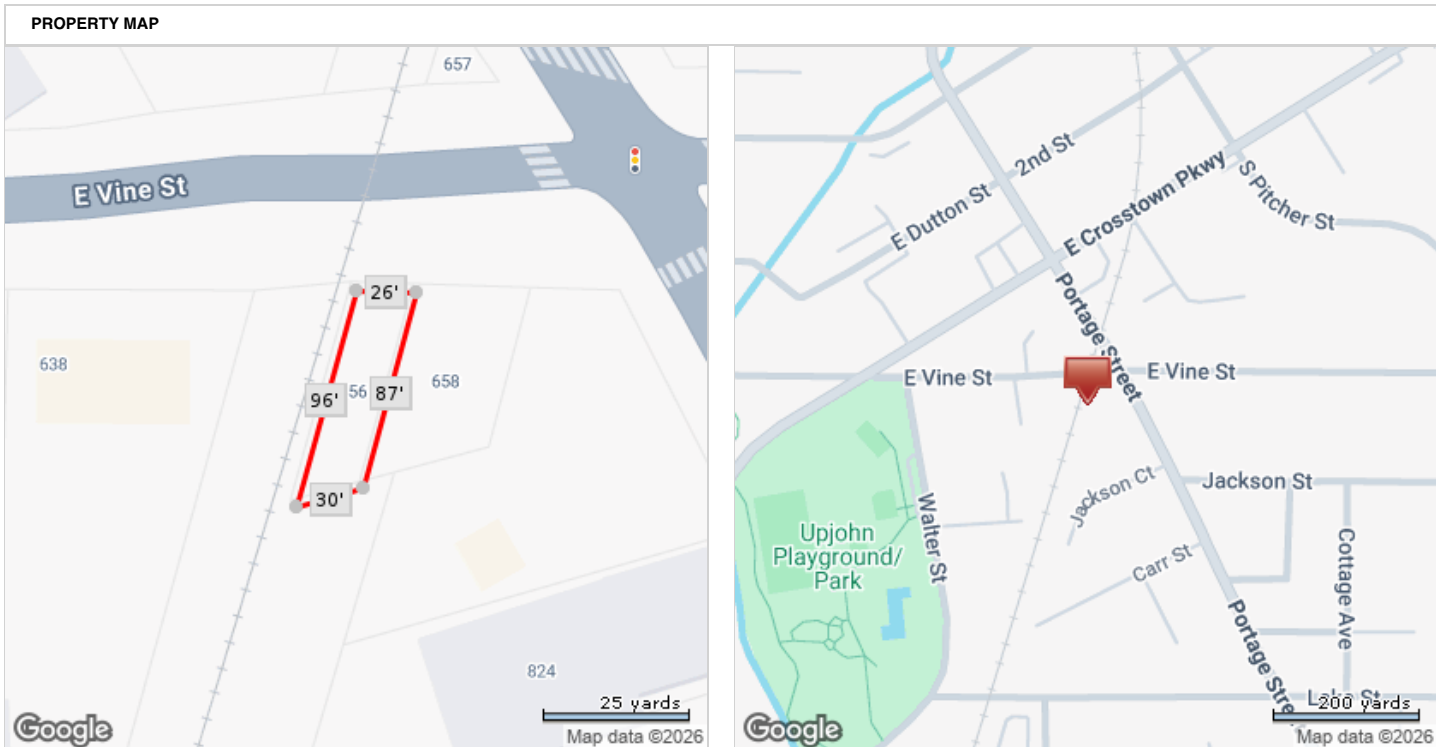 PROPERTY MAP
657
E Vine St
26'
638
96'
56
87'
658
30'
824
25 yards
Google
Map data ©2026
2nd St
E Dutton St
E Crosstown Pkwy
S Pitcher St
Portage Street
E Vine St
E Vine St
Jackson St
Jackson Ct
Walter St
Upjohn
Playground/
Park
Carr St
Cottage Ave
Portage Stre
St
200 yards
Google
Map data ©2026